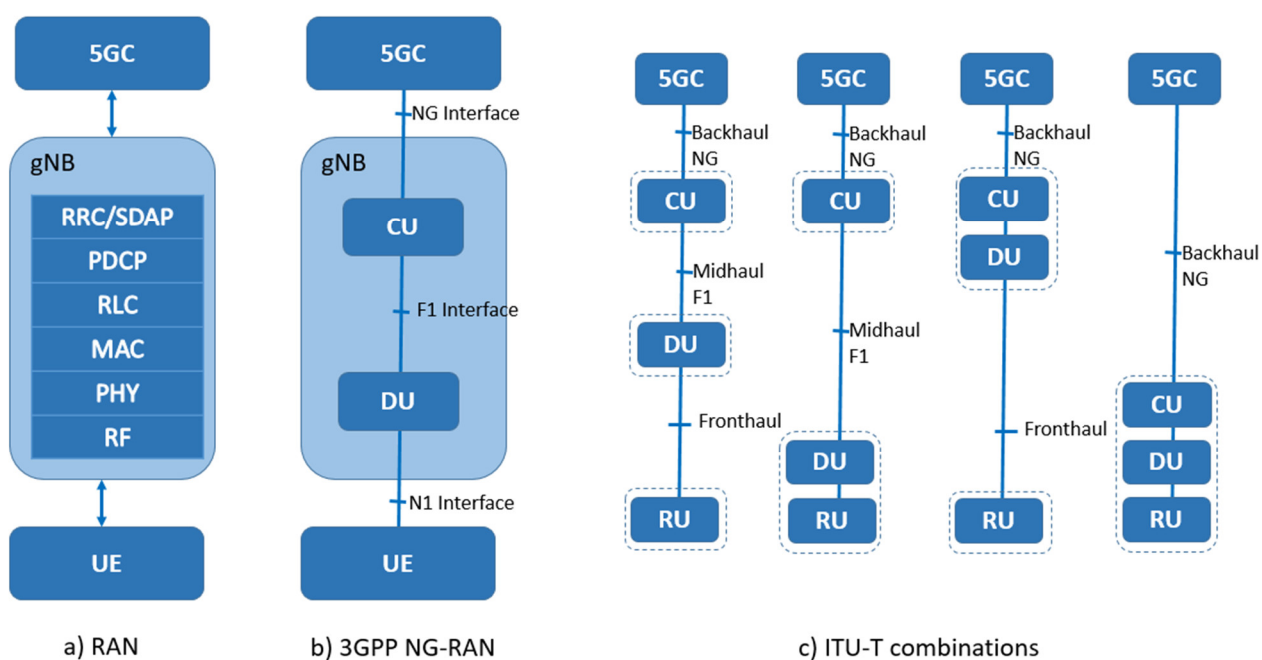 5GC
gNB
RRC/SDAP
PDCP
RLC
MAC
PHY
RF
UE
a) RAN
5GC
NG Interface
gNB
CU
F1 Interface
DU
N1 Interface
UE
b) 3GPP NG-RAN
5GC
Backhaul
NG
CU
Midhaul
F1
DU
Fronthaul
RU
5GC
Backhaul
NG
CU
Midhaul
F1
DU
RU
5GC
Backhaul
NG
CU
DU
Fronthaul
RU
5GC
Backhaul
NG
CU
DU
RU
c) ITU-T combinations